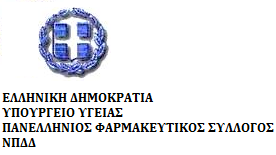 ΕΛΛΗΝΙΚΗ ΔΗΜΟΚΡΑΤΙΑ
ΥΠΟΥΡΓΕΙΟ ΥΓΕΙΑΣ
ΠΑΝΕΛΛΗΝΙΟΣ ΦΑΡΜΑΚΕΥΤΙΚΟΣ ΣΥΛΛΟΓΟΣ
ΝΠΔΔ